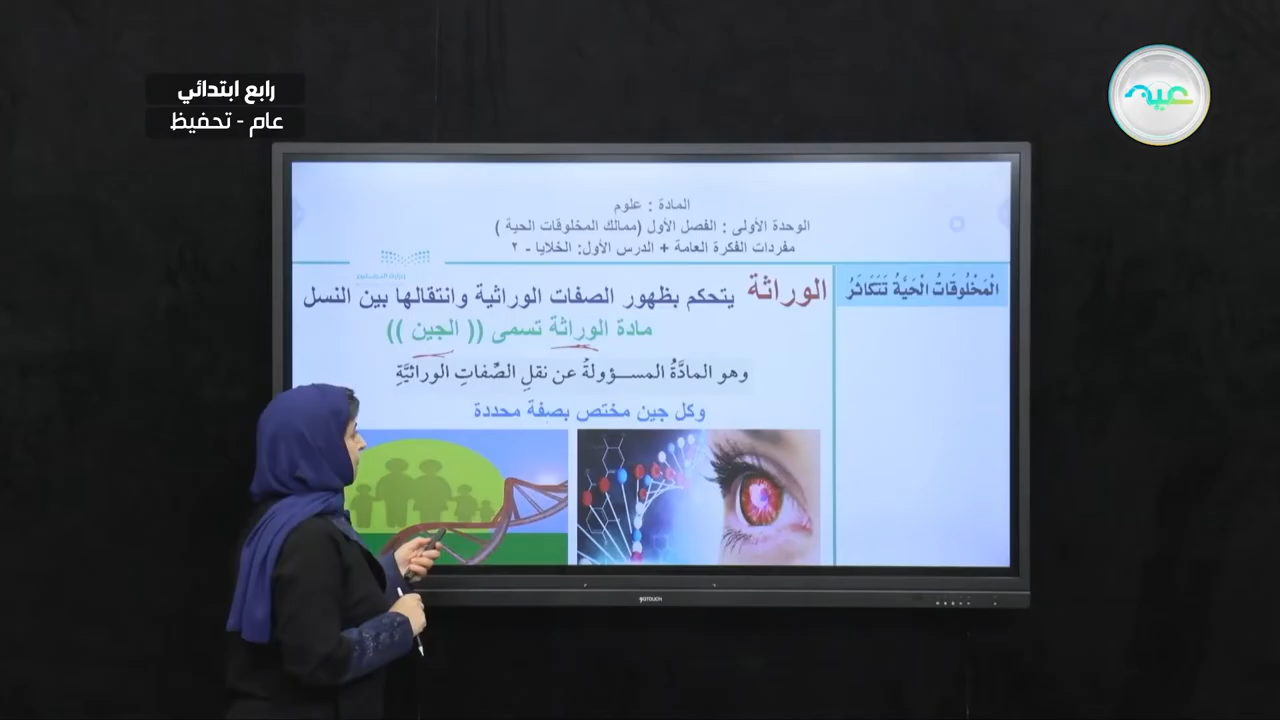 رابع ابتدائي
عام - تحفيظ
عين
المادة : علوم
الوحدة الأولى : الفصل الأول (ممالك المخلوقات الحية )
مفردات الفكرة العامة + الدرس الأول: الخلايا - ٢
الْمَخْلُوقَاتُ الْحَيَّةُ تَتَكَاثَرُ
الوراثة يتحكم بظهور الصفات الوراثية وانتقالها بين النسل
مادة الوراثة تسمى (( الجين ))
وهو المادَّةُ المســؤولةُ عن نقلِ الصِّفاتِ الوراثيَّةِ
وكل جين مختص بصفة محددة